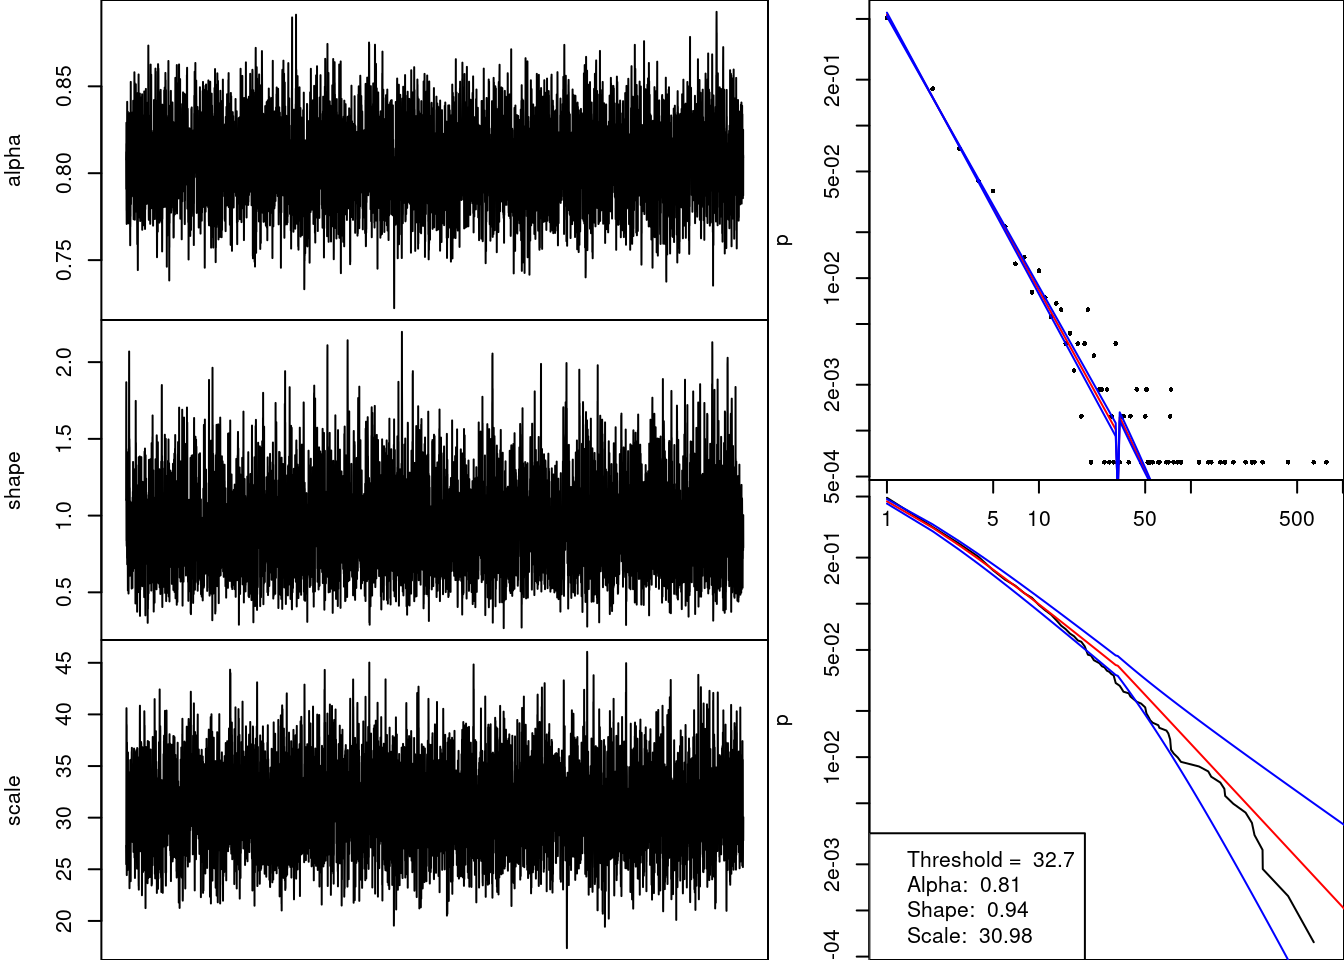 alpha
0.85
0.80
0.75
shape
2.0
1.5
1.0
0.5
scale
45
40
35
30
25
20
p
2e-01
5e-02
1e-02
2e-03
5e-04
1 5 10 50 500
p
2e-01
5e-02
1e-02
2e-03
-04
Threshold = 32.7
Alpha: 0.81
Shape: 0.94
Scale: 30.98